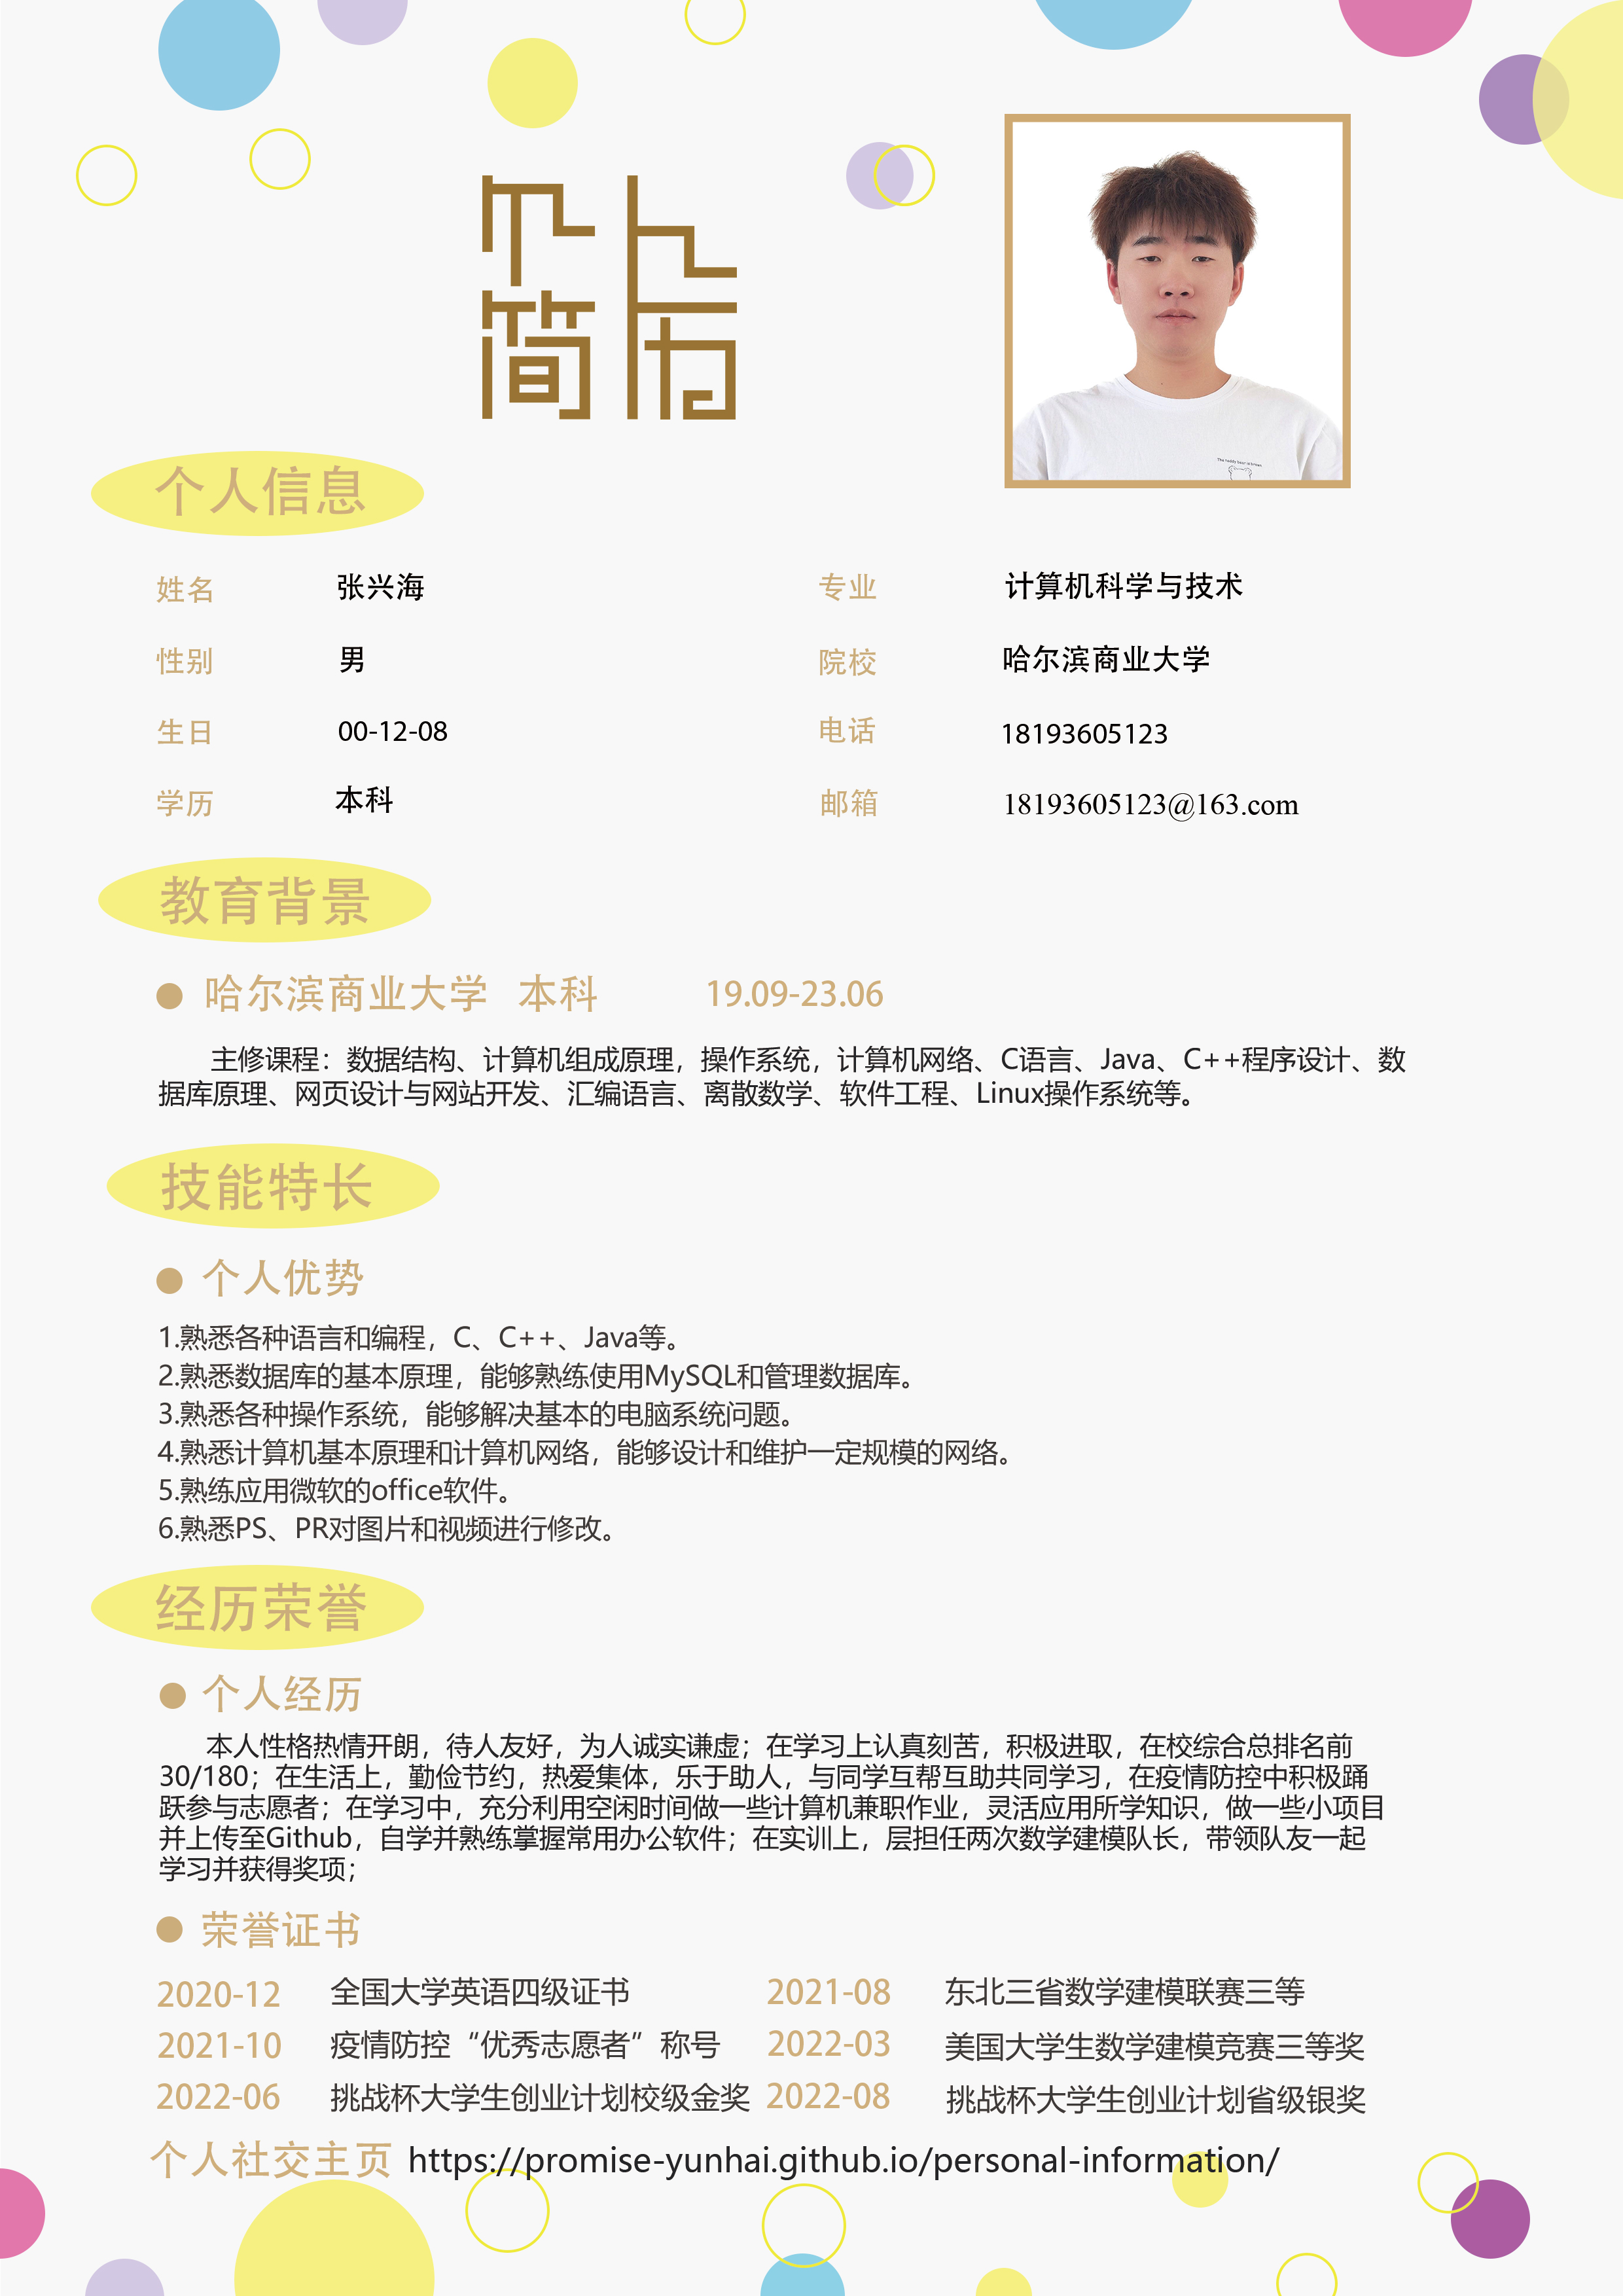 个人
简历
个人信息
姓名 张兴海 专业 计算机科学与技术
性别 男 院校 哈尔滨商业大学
生日 00-12-08 电话 18193605123
学历 本科 邮箱 18193605123@163.com
教育背景
哈尔滨商业大学 本科 19.09-23.06
主修课程：数据结构、计算机组成原理，操作系统，计算机网络、C语言、Java、C++程序设计、数
据库原理、网页设计与网站开发、汇编语言、离散数学、软件工程、Linux操作系统等。
技能特长
个人优势
1.熟悉各种语言和编程，C、C++、Java等。
2.熟悉数据库的基本原理，能够熟练使用MySQL和管理数据库。
3.熟悉各种操作系统，能够解决基本的电脑系统问题。
4.熟悉计算机基本原理和计算机网络，能够设计和维护一定规模的网络。
5.熟练应用微软的office软件。
6.熟悉PS、PR对图片和视频进行修改。
经历荣誉
个人经历
本人性格热情开朗，待人友好，为人诚实谦虚；在学习上认真刻苦，积极进取，在校综合总排名前
30/180；在生活上，勤俭节约，热爱集体，乐于助人，与同学互帮互助共同学习，在疫情防控中积极踊
跃参与志愿者；在学习中，充分利用空闲时间做一些计算机兼职作业，灵活应用所学知识，做一些小项目
并上传至Github，自学并熟练掌握常用办公软件；在实训上，层担任两次数学建模队长，带领队友一起
学习并获得奖项；
荣誉证书
2020-12 全国大学英语四级证书 2021-08 东北三省数学建模联赛三等
2021-10 疫情防控“优秀志愿者”称号 2022-03 美国大学生数学建模竞赛三等奖
2022-06 挑战杯大学生创业计划校级金奖 2022-08 挑战杯大学生创业计划省级银奖
个人社交主页 https://promise-yunhai.github.io/personal-information/